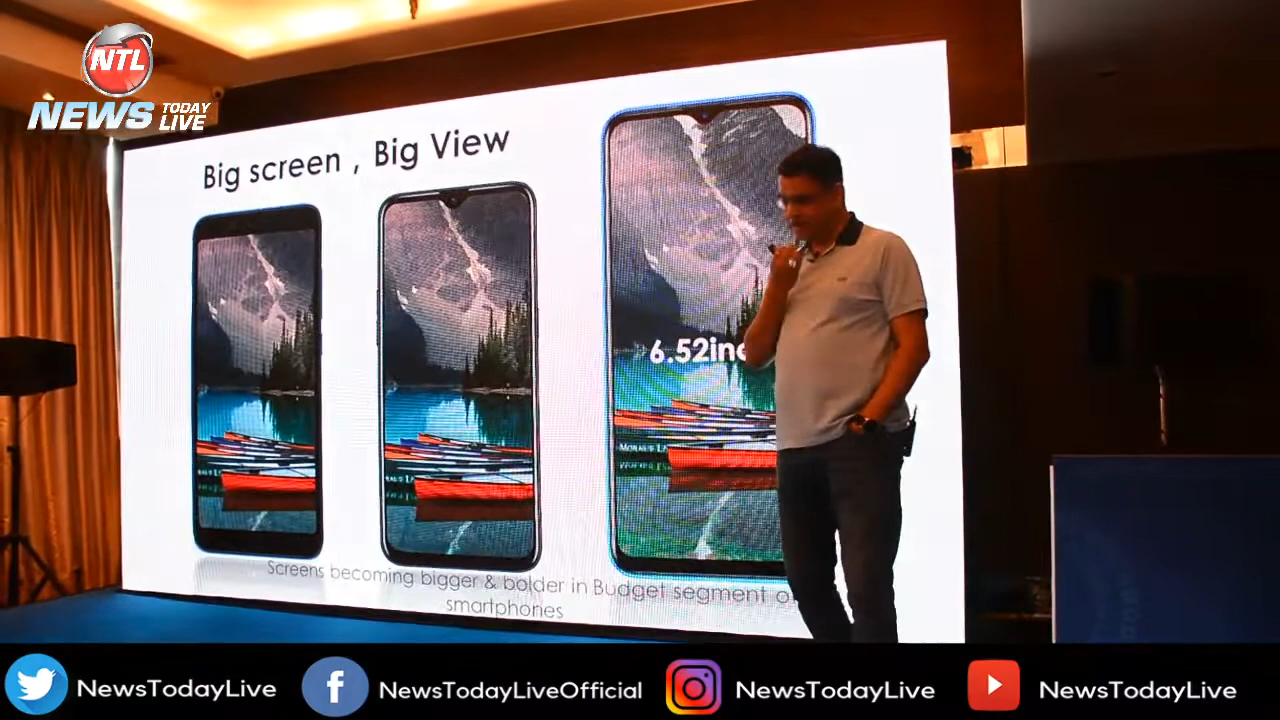 NTL
NEWS TODAY LIVE
Big screen , Big View
6.52inc
Screens becoming bigger & bolder in Budget segment o
smartphones
NewsTodayLive
NewsTodayLiveOfficial
NewsTodayLive
NewsTodayLive